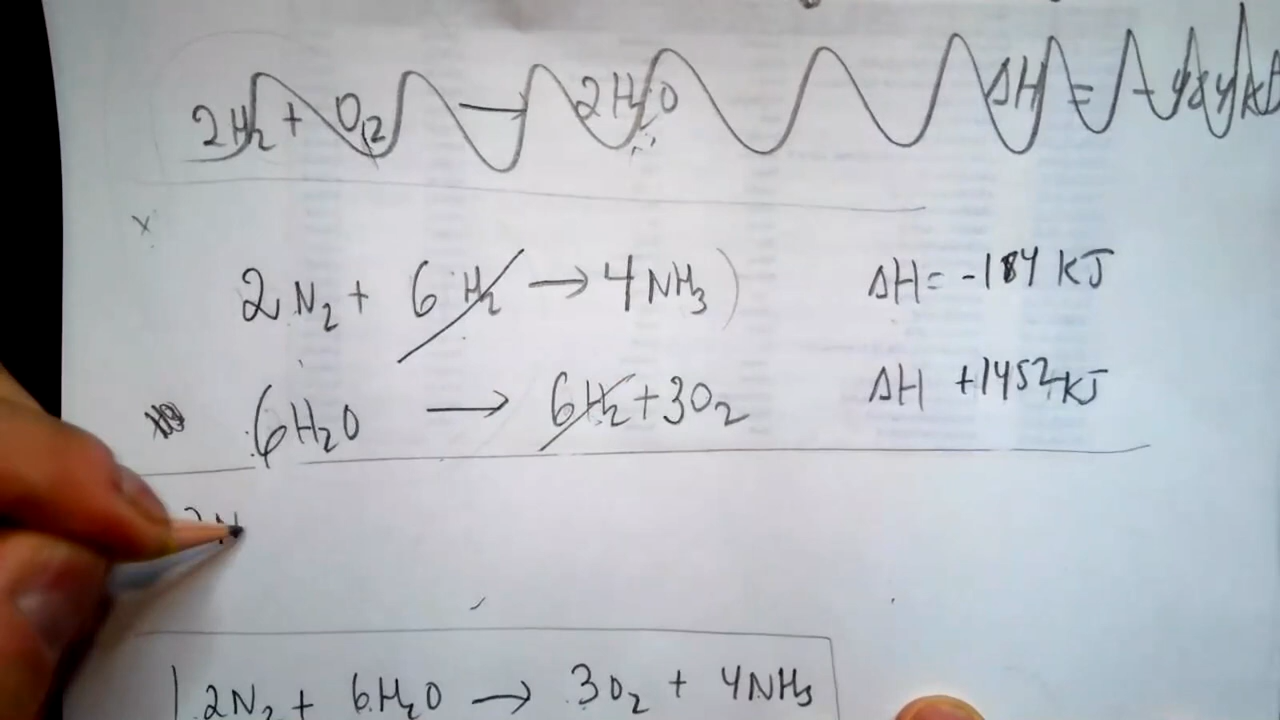 2H₂ + O₂ → 2H₂O ΔH = -484 kJ
x
2N₂ + 6H₂ → 4NH₃) ΔH = -184 KJ
6H₂O → 6H₂ + 3O₂ ΔH +1452 KJ
2N
2N₂ + 6H₂O → 3O₂ + 4NH₃